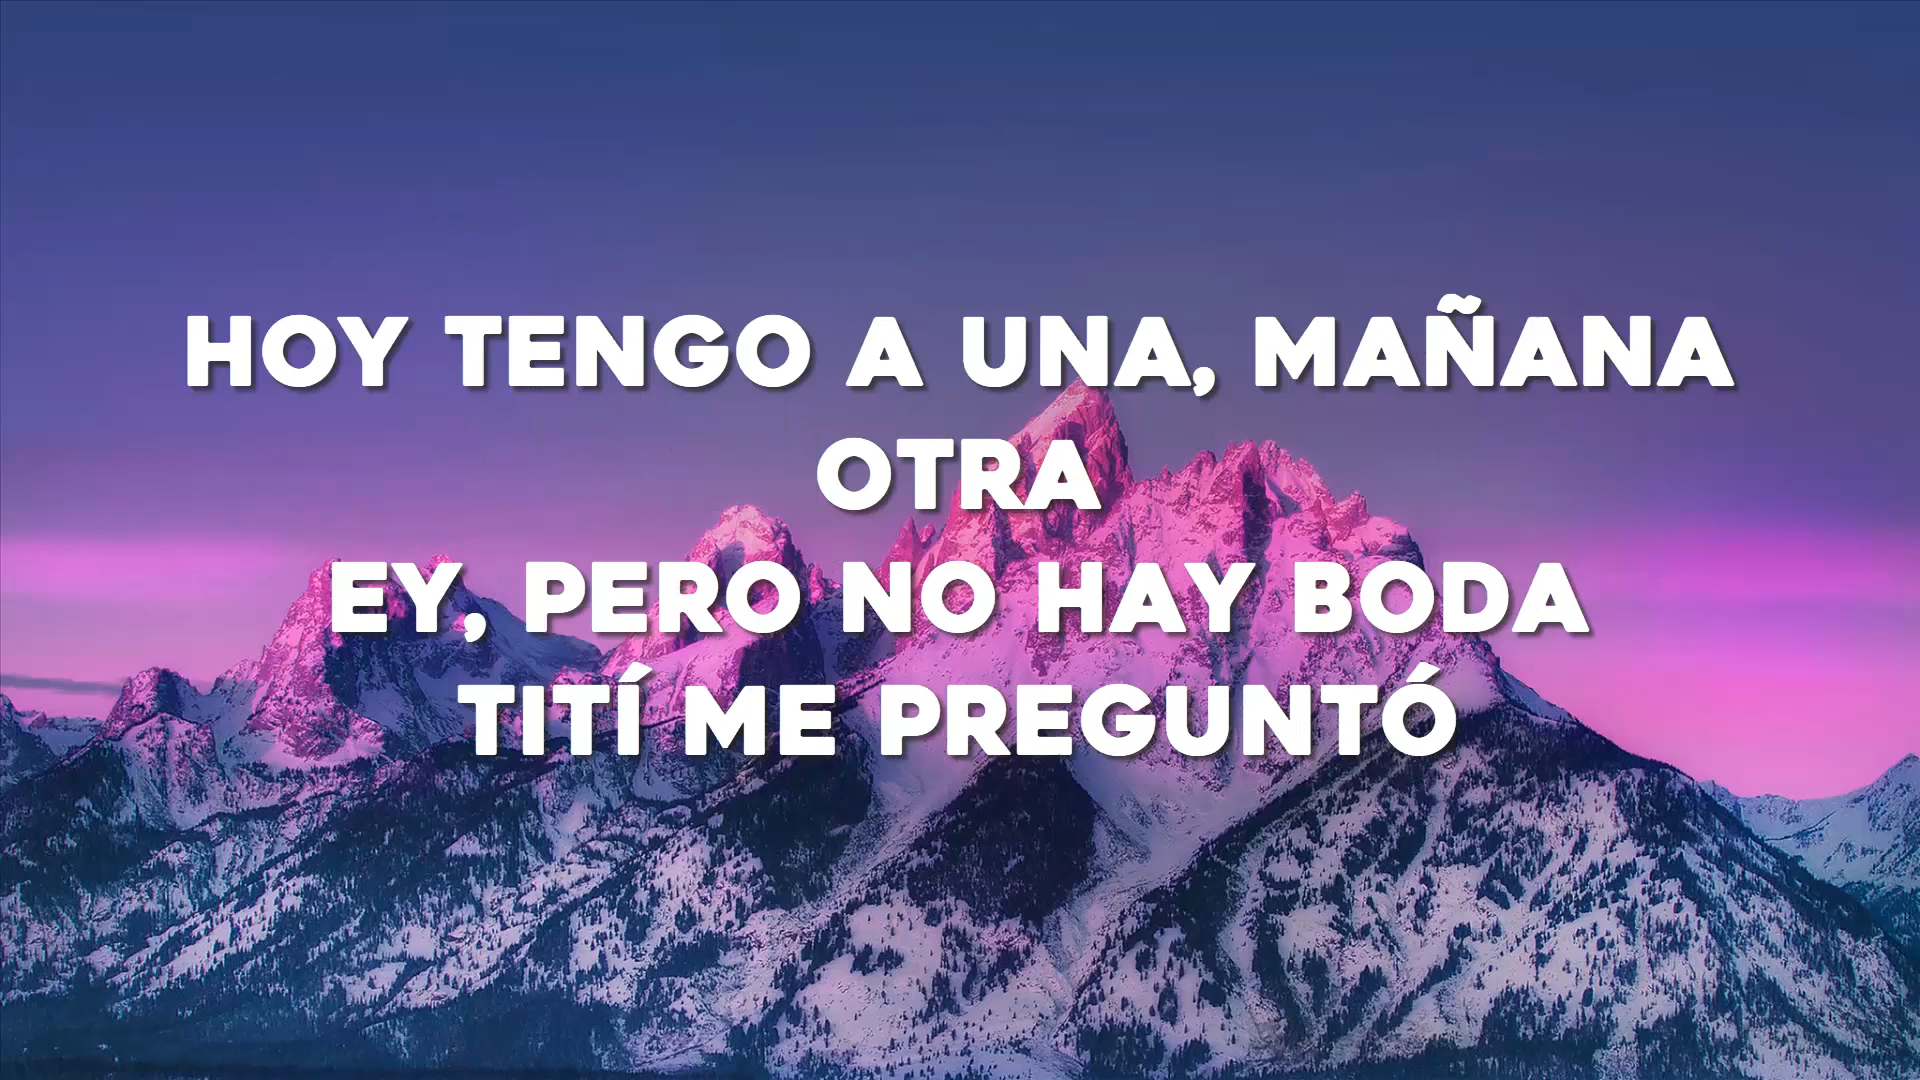 HOY TENGO A UNA, MAÑANA
OTRA
EY, PERO NO HAY BODA
TITÍ ME PREGUNTÓ